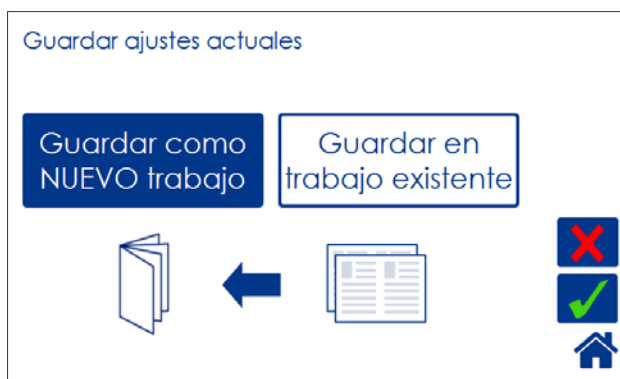 Guardar ajustes actuales
Guardar como
NUEVO trabajo
Guardar en
trabajo existente